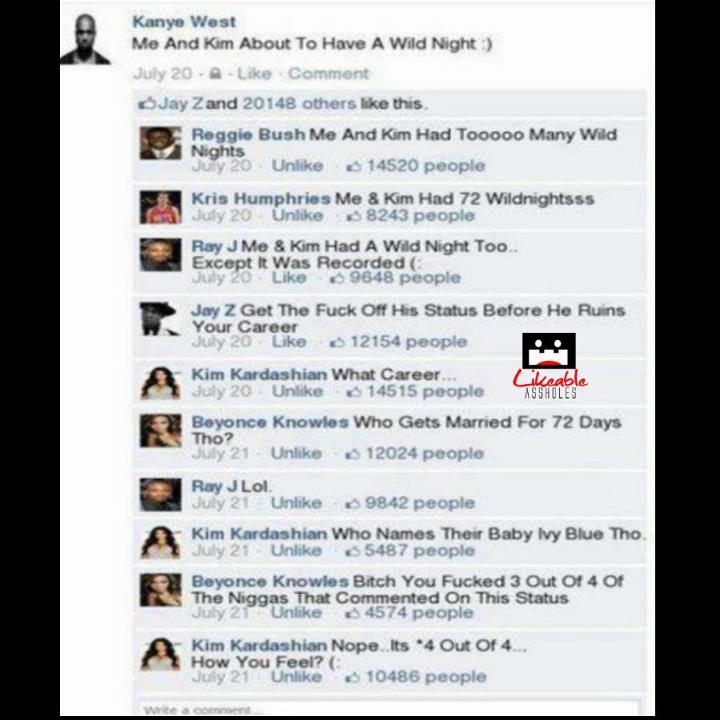 Kanye West
Me And Kim About To Have A Wild Night :)
July 20 · Like · Comment
Jay Z and 20148 others like this.
Reggie Bush Me And Kim Had Tooooo Many Wild
Nights
July 20 · Unlike · 14520 people
Kris Humphries Me & Kim Had 72 Wildnightsss
July 20 · Unlike · 8243 people
Ray J Me & Kim Had A Wild Night Too..
Except It Was Recorded (:
July 20 · Like · 9648 people
Jay Z Get The Fuck Off His Status Before He Ruins
Your Career
July 20 · Like · 12154 people
Kim Kardashian What Career...
July 20 · Unlike · 14515 people
Likeable
ASSHOLES
Beyonce Knowles Who Gets Married For 72 Days
Tho?
July 21 · Unlike · 12024 people
Ray J Lol.
July 21 · Unlike · 9842 people
Kim Kardashian Who Names Their Baby Ivy Blue Tho.
July 21 · Unlike · 5487 people
Beyonce Knowles Bitch You Fucked 3 Out Of 4 Of
The Niggas That Commented On This Status
July 21 · Unlike · 4574 people
Kim Kardashian Nope..Its *4 Out Of 4...
How You Feel? (:
July 21 · Unlike · 10486 people
Write a comment...